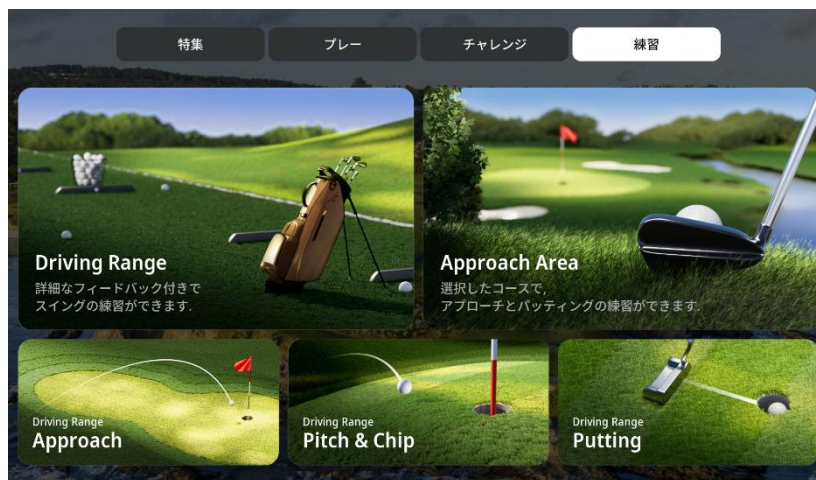 特集
プレー
チャレンジ
練習
Driving Range
詳細なフィードバック付きで
スイングの練習ができます.
Approach Area
選択したコースで,
アプローチとパッティングの練習ができます.
Driving Range
Approach
Driving Range
Pitch & Chip
Driving Range
Putting